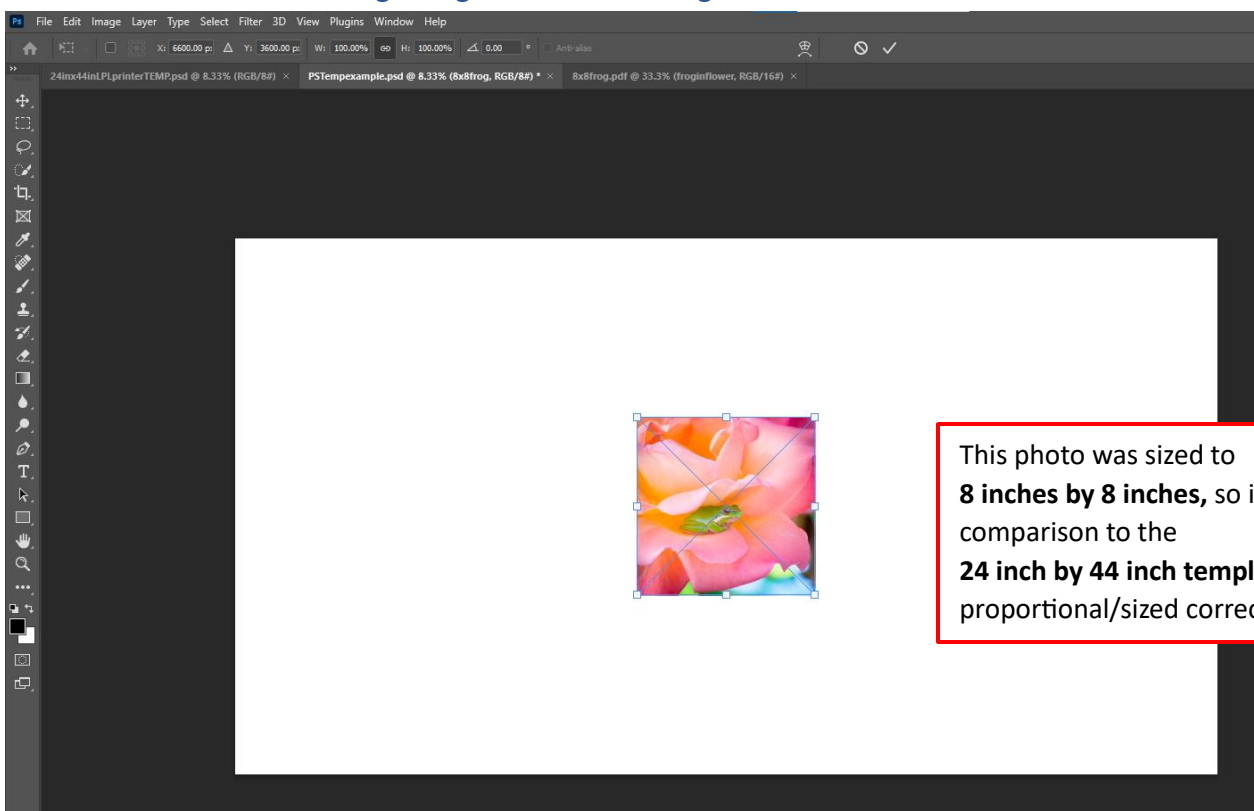 Ps File Edit Image Layer Type Select Filter 3D View Plugins Window Help
X: 6600.00 p: Δ Y: 3600.00 p: W: 100.00% H: 100.00% 0.00 ° Anti-alias
24inx44inLPLprinterTEMP.psd @ 8.33% (RGB/8#) × PSTempexample.psd @ 8.33% (8x8frog, RGB/8#) * × 8x8frog.pdf @ 33.3% (froginflower, RGB/16#) ×
This photo was sized to
8 inches by 8 inches, so i
comparison to the
24 inch by 44 inch templ
proportional/sized correc